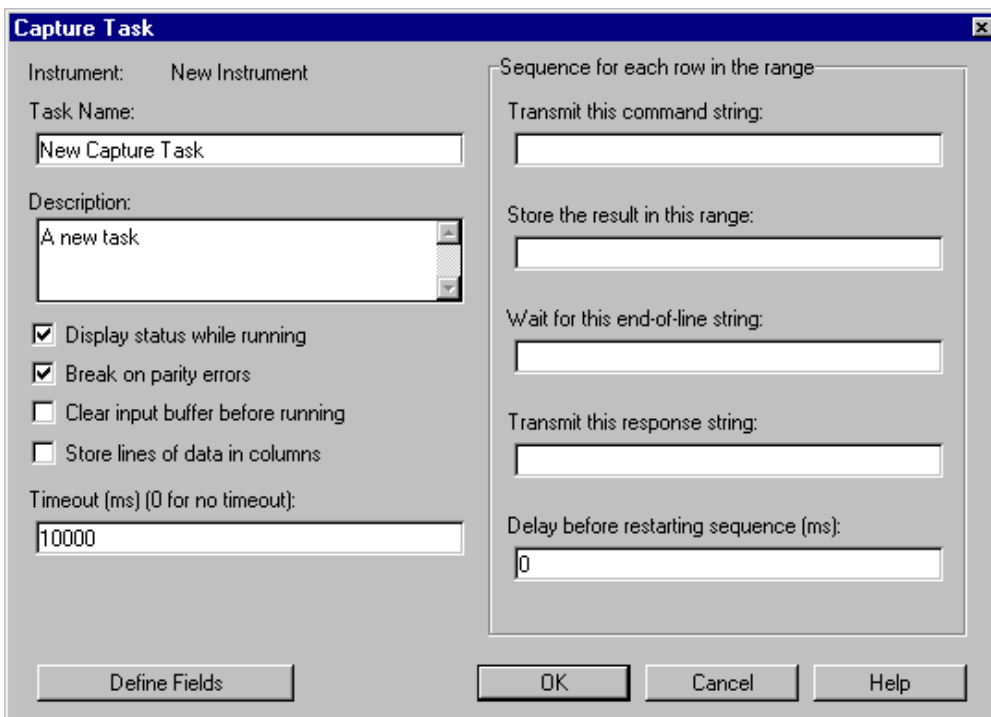 Capture Task
Instrument: New Instrument
Task Name:
New Capture Task
Description:
A new task
Display status while running
Break on parity errors
Clear input buffer before running
Store lines of data in columns
Timeout (ms) (0 for no timeout):
10000
Sequence for each row in the range
Transmit this command string:
Store the result in this range:
Wait for this end-of-line string:
Transmit this response string:
Delay before restarting sequence (ms):
0
Define Fields
OK
Cancel
Help